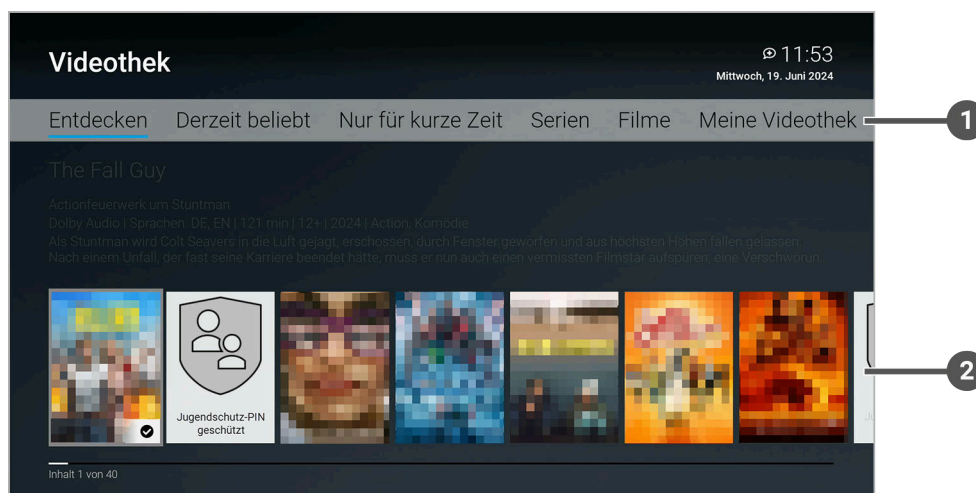 Videothek
11:53
Mittwoch, 19. Juni 2024
Entdecken Derzeit beliebt Nur für kurze Zeit Serien Filme Meine Videothek
1
The Fall Guy
Actionfeuerwerk um Stuntman
Dolby Audio | Sprachen: DE, EN | 121 min | 12+ | 2024 | Action, Komödie
Als Stuntman wird Colt Seavers in die Luft gejagt, erschossen, durch Fenster geworfen und aus höchsten Höhen fallen gelassen.
Nach einem Unfall, der fast seine Karriere beendet hätte, muss er nun auch einen vermissten Filmstar aufspüren, eine Verschwörun...
2
Jugendschutz-PIN
geschützt
Inhalt 1 von 40